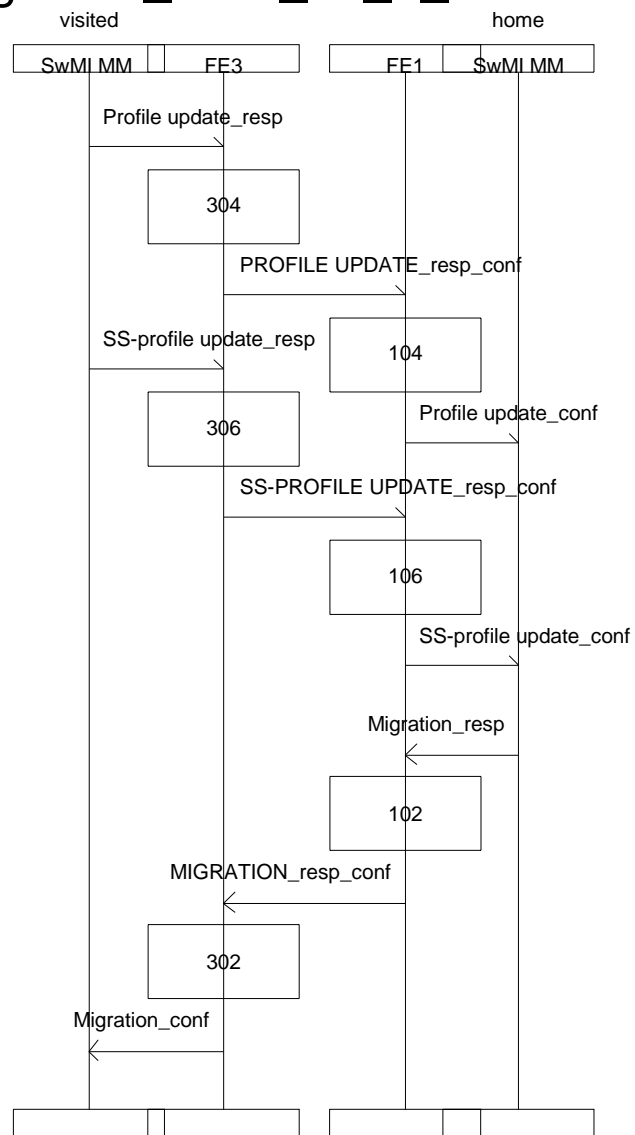 visited home
SwMI MM FE3 FE1 SwMI MM
Profile update_resp
304
PROFILE UPDATE_resp_conf
SS-profile update_resp
104
Profile update_conf
306
SS-PROFILE UPDATE_resp_conf
106
SS-profile update_conf
Migration_resp
102
MIGRATION_resp_conf
302
Migration_conf